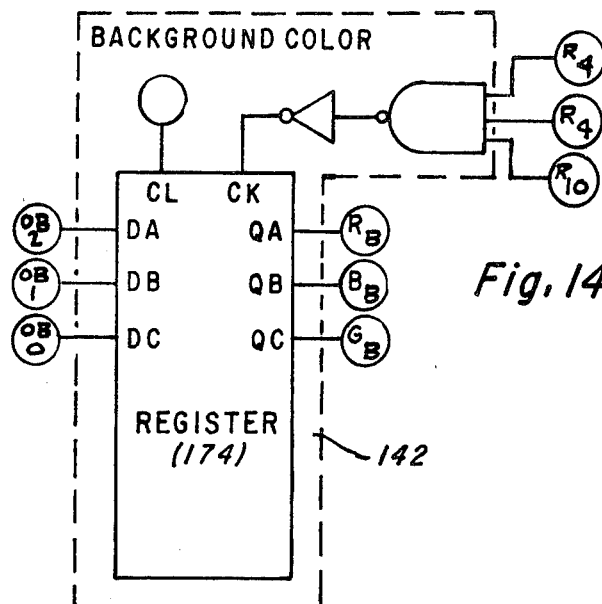 BACKGROUND COLOR
R4
R4
R10
CL CK
OB2 DA QA RB
OB1 DB QB BB
OB0 DC QC GB
Fig. 14
REGISTER
(174)
142